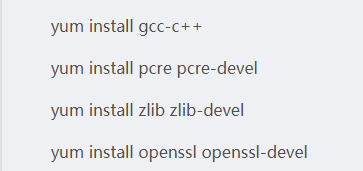 yum install gcc-c++
yum install pcre pcre-devel
yum install zlib zlib-devel
yum install openssl openssl-devel